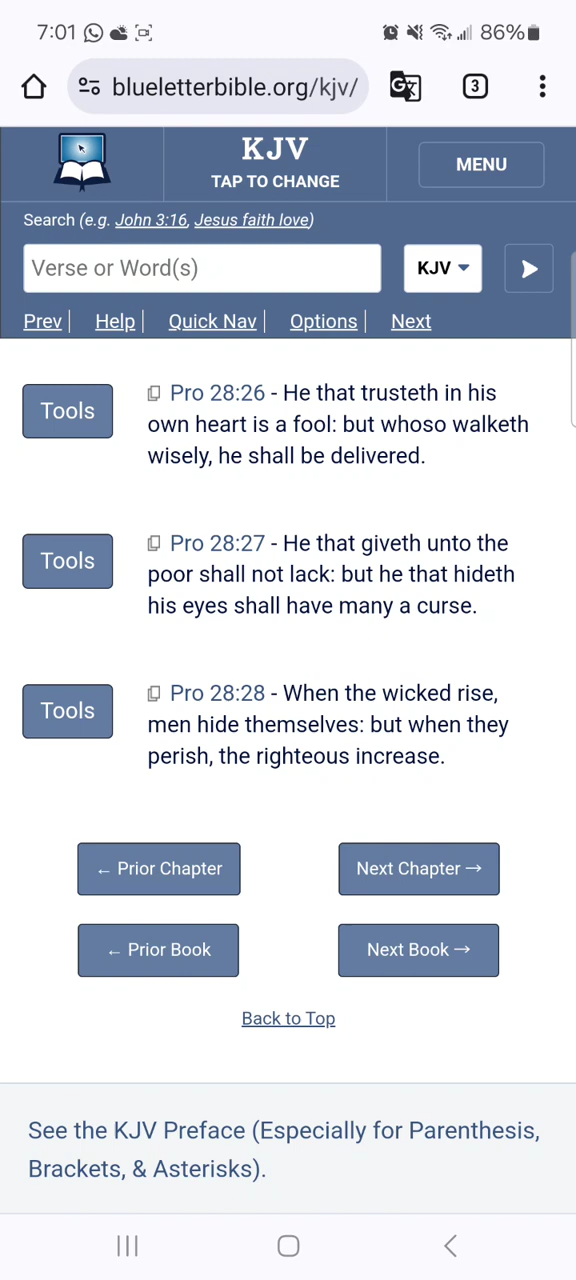 7:01 86%
blueletterbible.org/kjv/ 3
KJV
TAP TO CHANGE
MENU
Search (e.g. John 3:16, Jesus faith love)
Verse or Word(s) KJV
Prev | Help | Quick Nav | Options | Next
Tools
Pro 28:26 - He that trusteth in his
own heart is a fool: but whoso walketh
wisely, he shall be delivered.
Tools
Pro 28:27 - He that giveth unto the
poor shall not lack: but he that hideth
his eyes shall have many a curse.
Tools
Pro 28:28 - When the wicked rise,
men hide themselves: but when they
perish, the righteous increase.
← Prior Chapter Next Chapter →
← Prior Book Next Book →
Back to Top
See the KJV Preface (Especially for Parenthesis,
Brackets, & Asterisks).